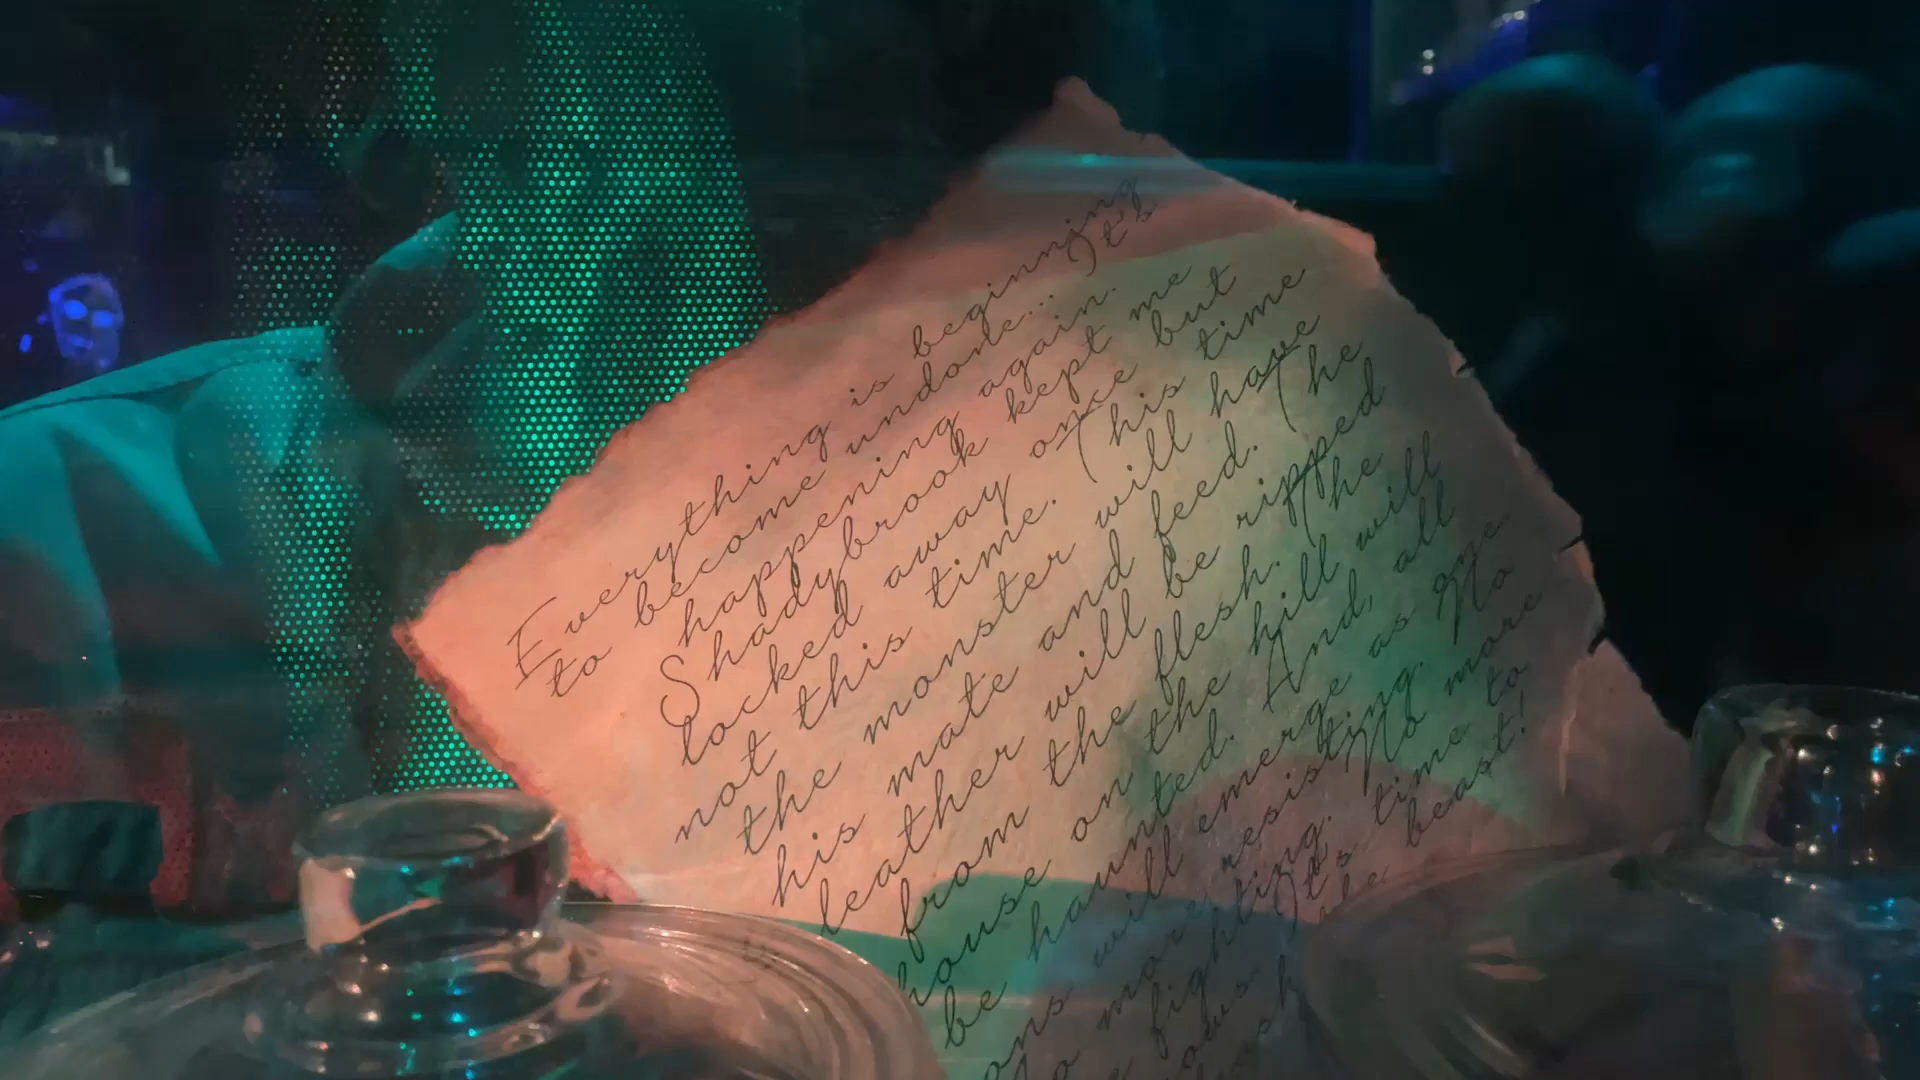 Everything is beginning
to become undone... It's
happening again.
Shadybrook kept me
locked away once but
not this time. This time
the monster will have
his mate and feed. The
leather will be ripped
from the flesh. The
house on the hill will
be haunted. And, all
will emerge as one.
no more resisting. No
fighting. No more
It's time to
the beast!